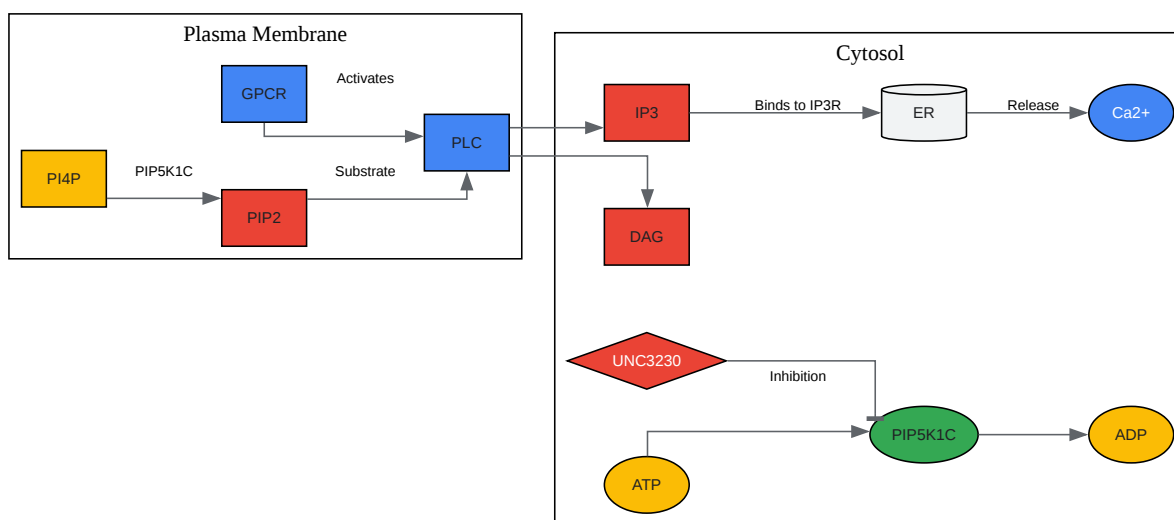 Plasma Membrane
GPCR
Activates
PLC
PI4P
PIP5K1C
Substrate
PIP2
Cytosol
IP3
Binds to IP3R
ER
Release
Ca2+
DAG
UNC3230
Inhibition
PIP5K1C
ADP
ATP